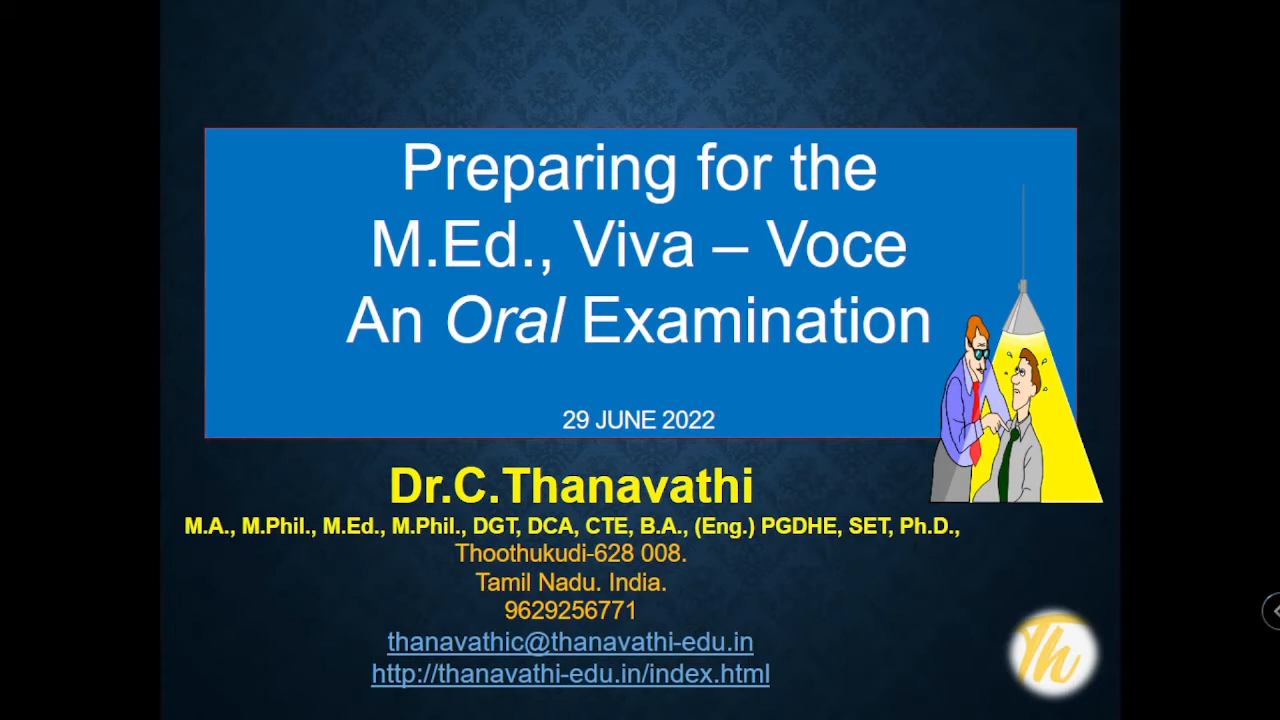 Preparing for the
M.Ed., Viva – Voce
An Oral Examination
29 JUNE 2022
Dr.C.Thanavathi
M.A., M.Phil., M.Ed., M.Phil., DGT, DCA, CTE, B.A., (Eng.) PGDHE, SET, Ph.D.,
Thoothukudi-628 008.
Tamil Nadu. India.
9629256771
thanavathic@thanavathi-edu.in
http://thanavathi-edu.in/index.html
Th